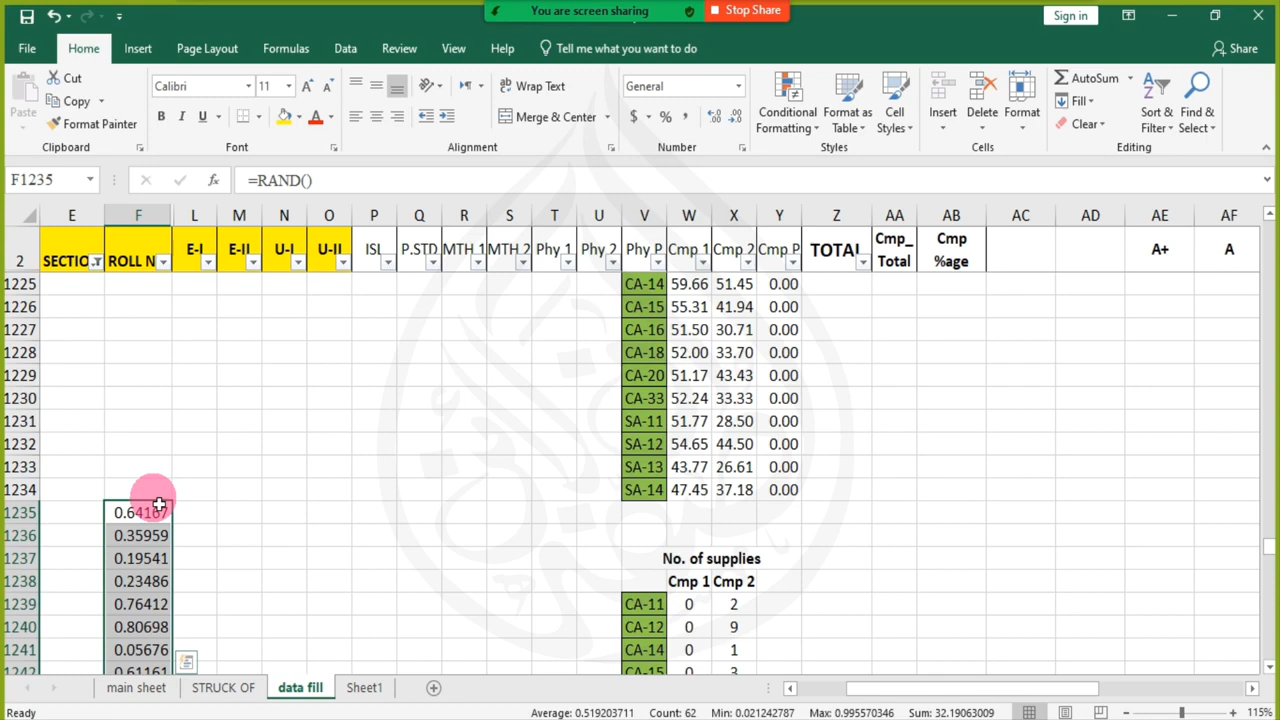 You are screen sharing
Stop Share
Sign in
File Home Insert Page Layout Formulas Data Review View Help Tell me what you want to do Share
Paste Cut Copy Format Painter
Calibri 11
B I U A
Wrap Text
Merge & Center
General
$ %
Conditional Formatting
Format as Table
Cell Styles
Insert Delete Format
AutoSum
Fill
Clear
Sort & Filter
Find & Select
Clipboard Font Alignment Number Styles Cells Editing
F1235 fx =RAND()
E F L M N O P Q R S T U V W X Y Z AA AB AC AD AE AF
2 SECTIO ROLL N E-I E-II U-I U-II ISL P.STD MTH 1 MTH 2 Phy 1 Phy 2 Phy P Cmp 1 Cmp 2 Cmp P TOTAL Cmp_ Total Cmp %age A+ A
1225 CA-14 59.66 51.45 0.00
1226 CA-15 55.31 41.94 0.00
1227 CA-16 51.50 30.71 0.00
1228 CA-18 52.00 33.70 0.00
1229 CA-20 51.17 43.43 0.00
1230 CA-33 52.24 33.33 0.00
1231 SA-11 51.77 28.50 0.00
1232 SA-12 54.65 44.50 0.00
1233 SA-13 43.77 26.61 0.00
1234 SA-14 47.45 37.18 0.00
1235 0.64167
1236 0.35959
1237 0.19541 No. of supplies
1238 0.23486 Cmp 1 Cmp 2
1239 0.76412 CA-11 0 2
1240 0.80698 CA-12 0 9
1241 0.05676 CA-14 0 1
1242 0.61161 CA-15 0 3
main sheet STRUCK OF data fill Sheet1
Ready Average: 0.519203711 Count: 62 Min: 0.021242787 Max: 0.995570346 Sum: 32.19063009 115%